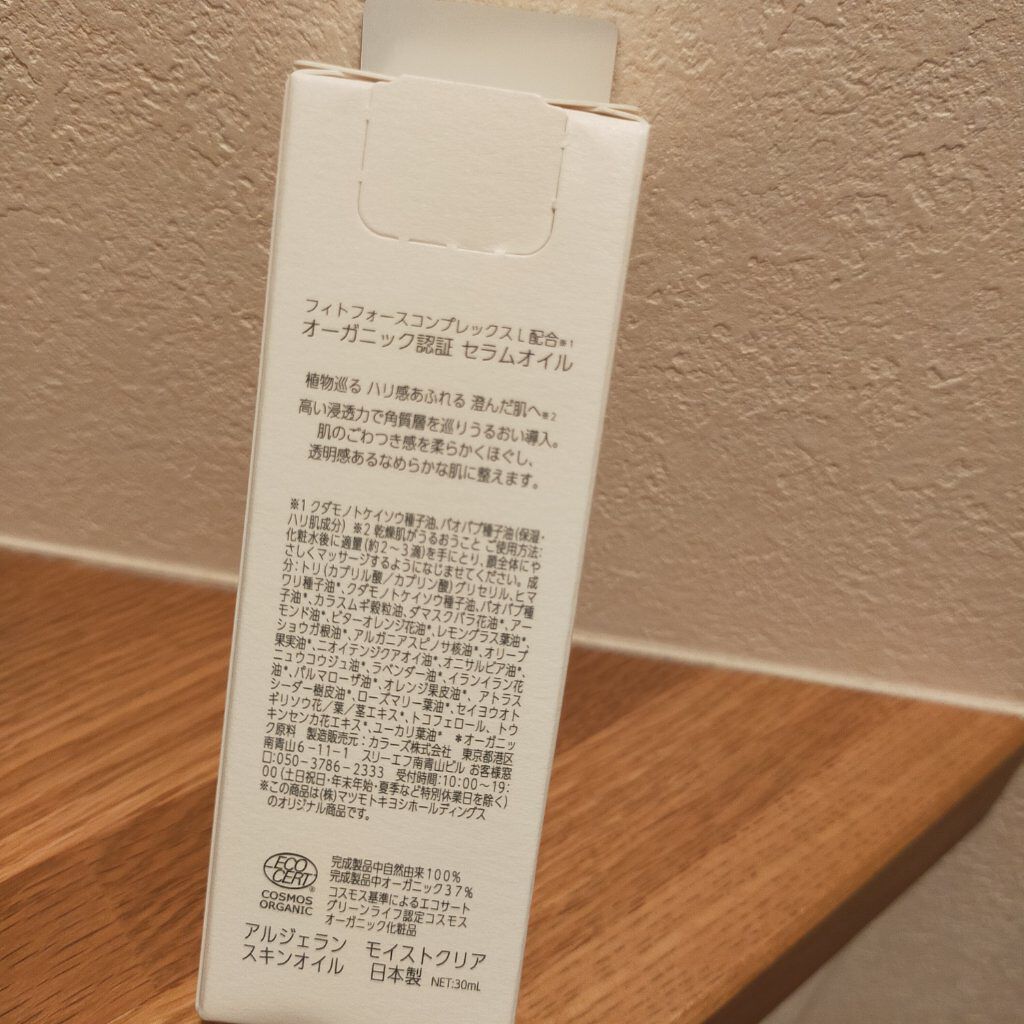 フィトフォースコンプレックスL配合※1
オーガニック認証 セラムオイル
植物巡る ハリ感あふれる 澄んだ肌へ※2
高い浸透力で角質層を巡りうるおい導入。
肌のごわつき感を柔らかくほぐし、
透明感あるなめらかな肌に整えます。
※1 クダモノトケイソウ種子油、バオバブ種子油(保湿・
ハリ肌成分) ※2 乾燥肌がうるおうこと ご使用方法:
化粧水後に適量(約2~3滴)を手にとり、顔全体にや
さしくマッサージするようになじませてください。成
分:トリ(カプリル酸/カプリン酸)グリセリル、ヒマ
ワリ種子油*、クダモノトケイソウ種子油、バオバブ種
子油*、カラスムギ穀粒油、ダマスクバラ花油*、アー
モンド油*、ビターオレンジ花油*、レモングラス葉油*、
ショウガ根油*、アルガニアスピノサ核油*、オリーブ
果実油*、ニオイテンジクアオイ油*、オニサルビア油*、
ニュウコウジュ油*、ラベンダー油*、イランイラン花
油*、パルマローザ油*、オレンジ果皮油*、アトラス
シーダー樹皮油*、ローズマリー葉油*、セイヨウオト
ギリソウ花/葉/茎エキス*、トコフェロール、トウ
キンセンカ花エキス*、ユーカリ葉油* *オーガニッ
ク原料 製造販売元:カラーズ株式会社 東京都港区
南青山6-11-1 スリーエフ南青山ビル お客様窓
口:050-3786-2333 受付時間:10:00~19:
00(土日祝日・年末年始・夏季など特別休業日を除く)
※この商品は(株)マツモトキヨシホールディングス
のオリジナル商品です。
ECO
CERT®
COSMOS
ORGANIC
完成製品中自然由来100%
完成製品中オーガニック37%
コスモス基準によるエコサート
グリーンライフ認定コスモス
オーガニック化粧品
アルジェラン モイストクリア
スキンオイル 日本製 NET:30mL